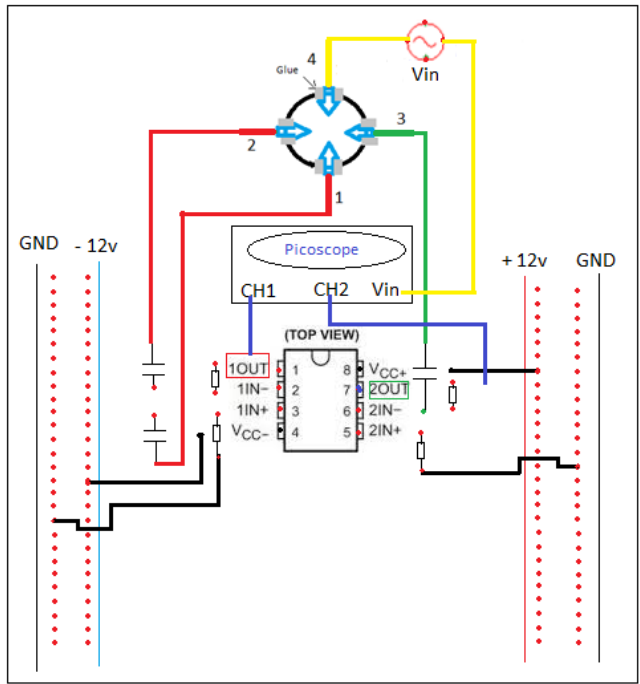 4
Glue
Vin
2
3
1
GND
- 12v
Picoscope
+ 12v
GND
CH1
CH2
Vin
(TOP VIEW)
1OUT 1 8 VCC+
1IN− 2 7 2OUT
1IN+ 3 6 2IN−
VCC− 4 5 2IN+